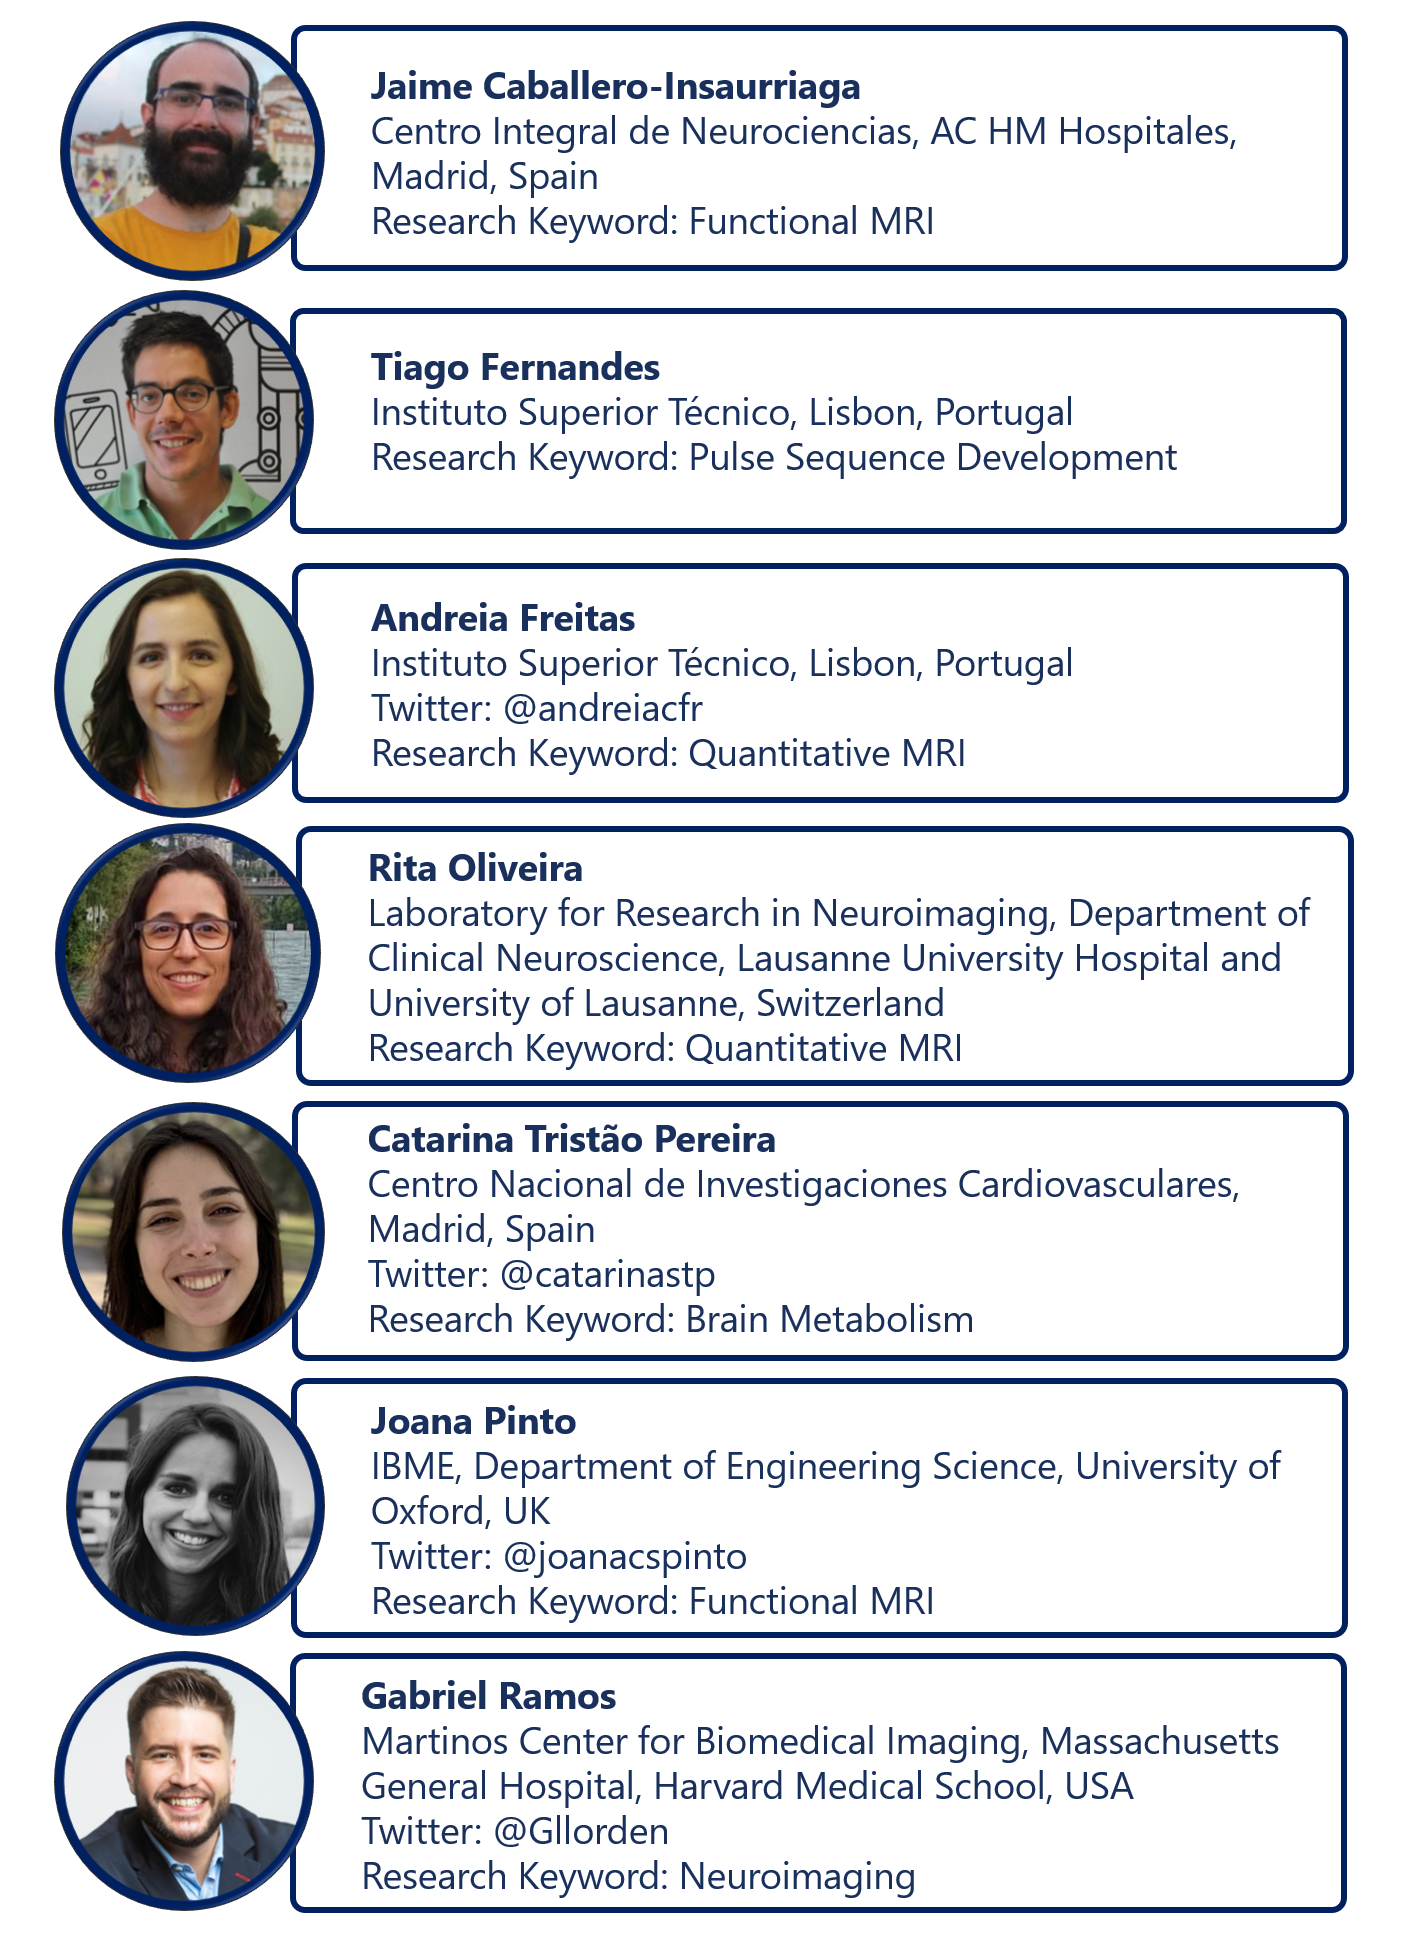 Jaime Caballero-Insaurriaga
Centro Integral de Neurociencias, AC HM Hospitales,
Madrid, Spain
Research Keyword: Functional MRI
Tiago Fernandes
Instituto Superior Técnico, Lisbon, Portugal
Research Keyword: Pulse Sequence Development
Andreia Freitas
Instituto Superior Técnico, Lisbon, Portugal
Twitter: @andreiacfr
Research Keyword: Quantitative MRI
Rita Oliveira
Laboratory for Research in Neuroimaging, Department of
Clinical Neuroscience, Lausanne University Hospital and
University of Lausanne, Switzerland
Research Keyword: Quantitative MRI
Catarina Tristão Pereira
Centro Nacional de Investigaciones Cardiovasculares,
Madrid, Spain
Twitter: @catarinastp
Research Keyword: Brain Metabolism
Joana Pinto
IBME, Department of Engineering Science, University of
Oxford, UK
Twitter: @joanacspinto
Research Keyword: Functional MRI
Gabriel Ramos
Martinos Center for Biomedical Imaging, Massachusetts
General Hospital, Harvard Medical School, USA
Twitter: @Gllorden
Research Keyword: Neuroimaging